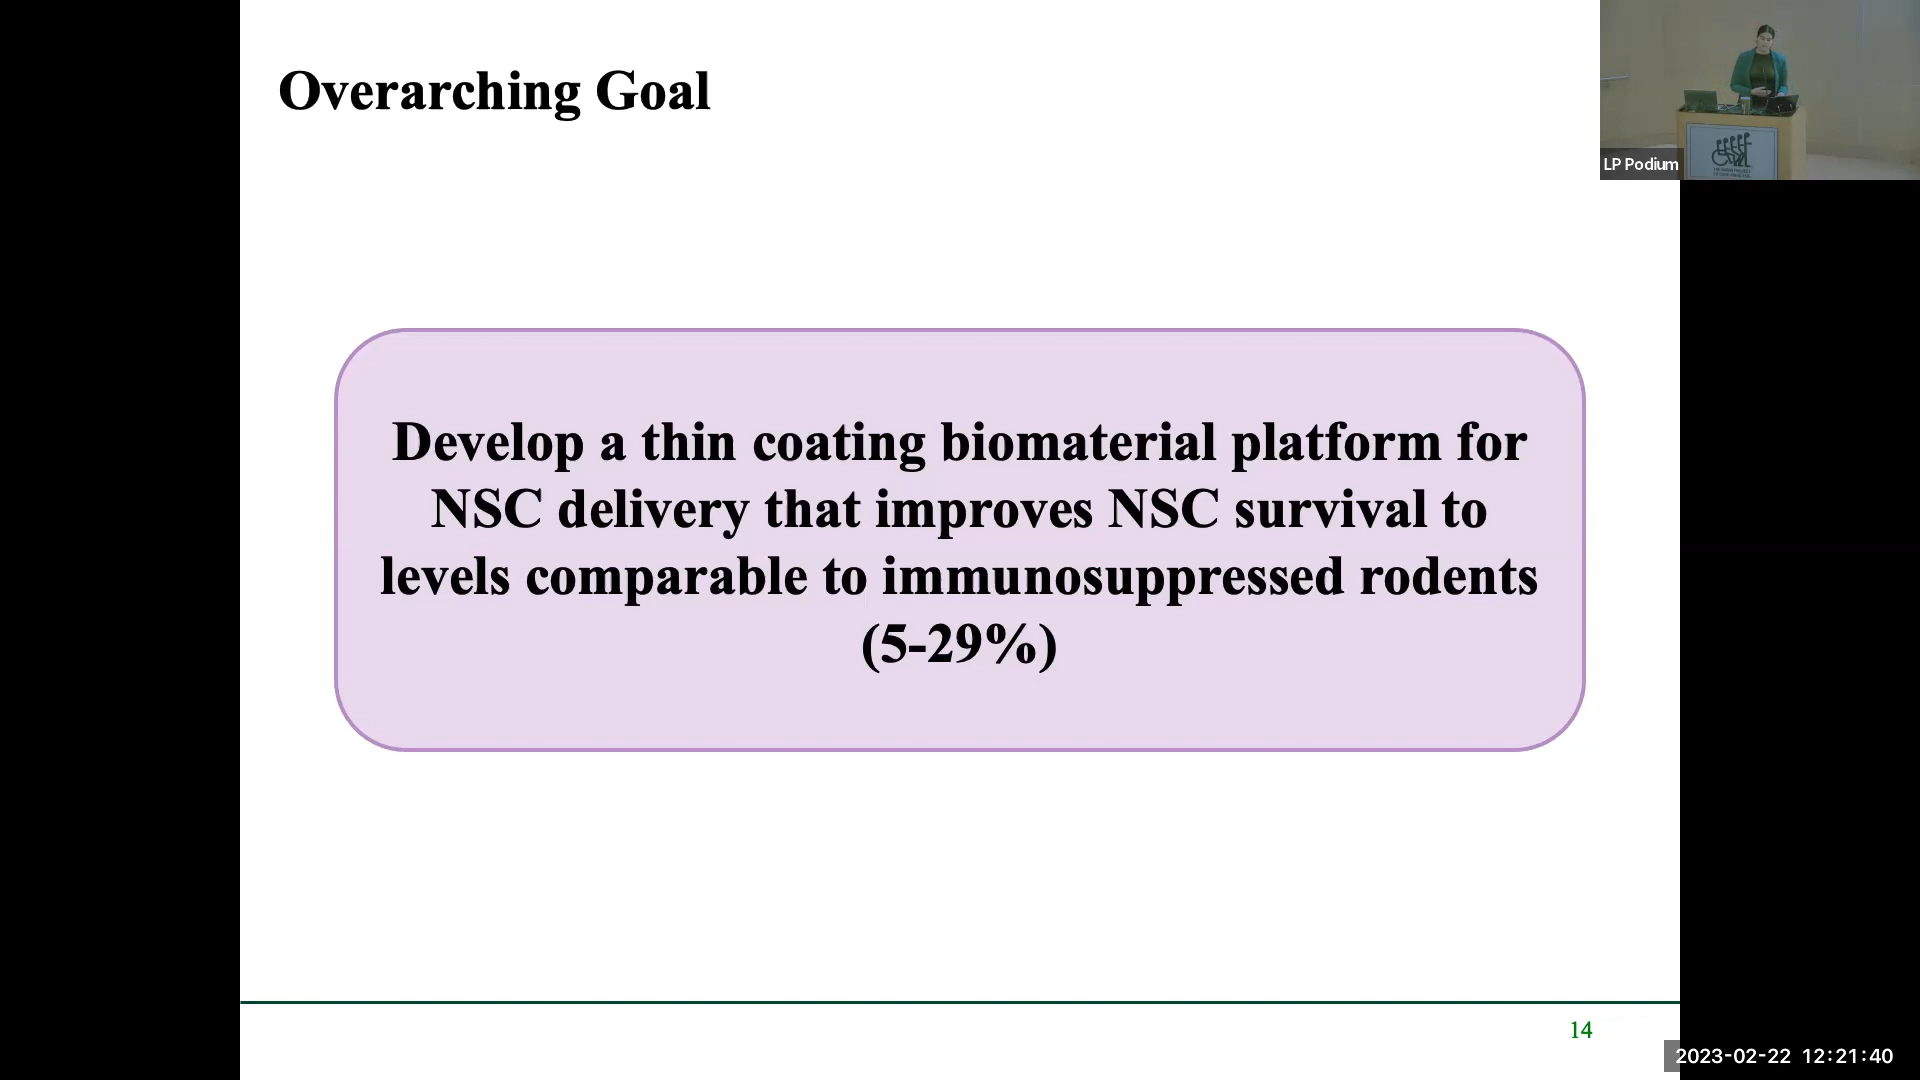 Overarching Goal
LP Podium
Develop a thin coating biomaterial platform for
NSC delivery that improves NSC survival to
levels comparable to immunosuppressed rodents
(5-29%)
14
2023-02-22 12:21:40